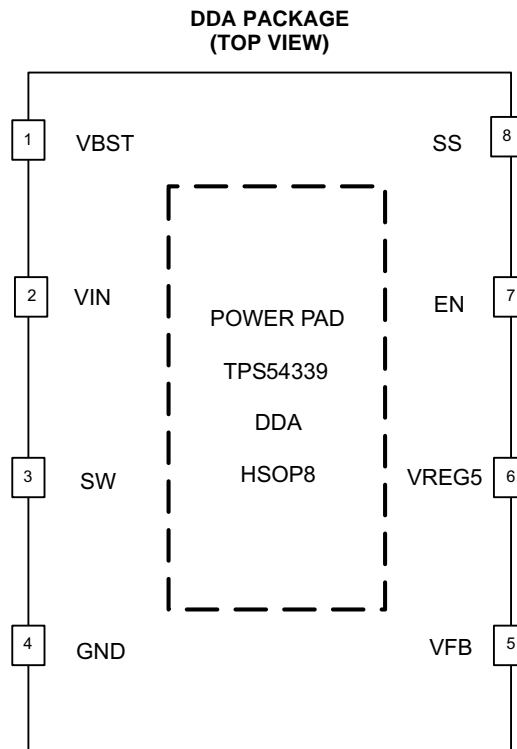 DDA PACKAGE
(TOP VIEW)
1 VBST
SS 8
2 VIN
EN 7
POWER PAD
TPS54339
DDA
HSOP8
3 SW
VREG5 6
4 GND
VFB 5